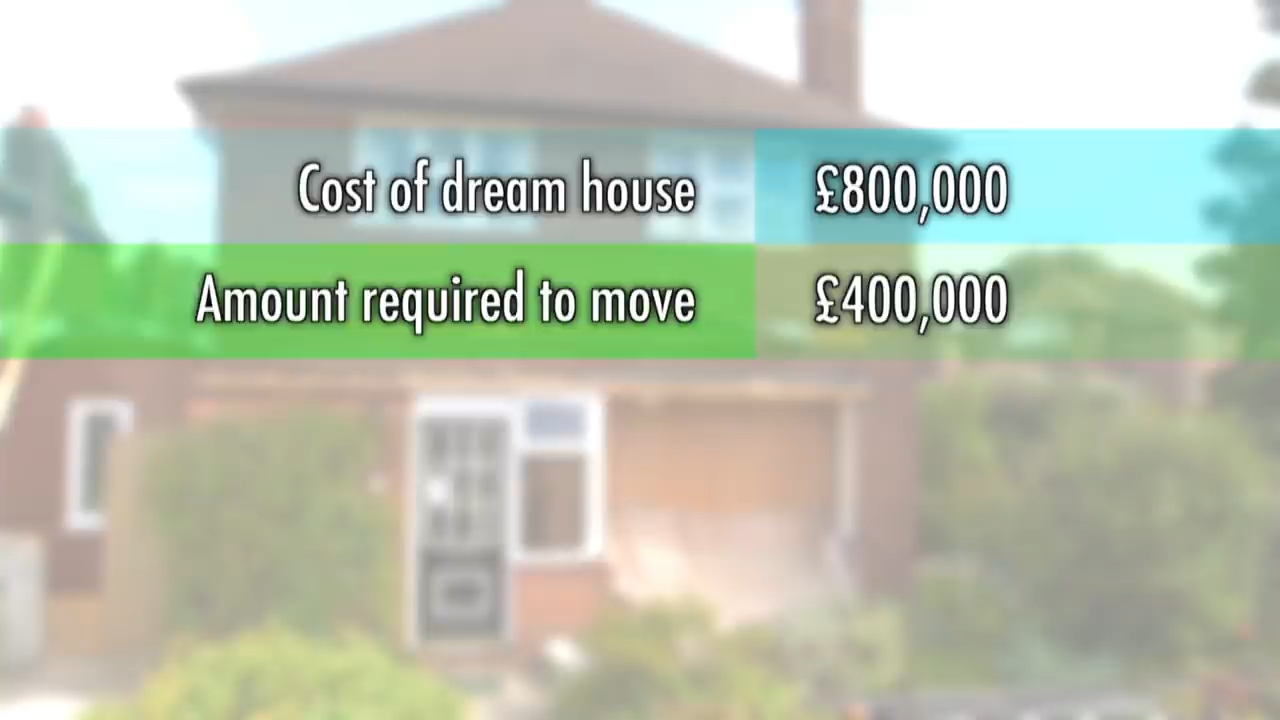 Cost of dream house £800,000
Amount required to move £400,000